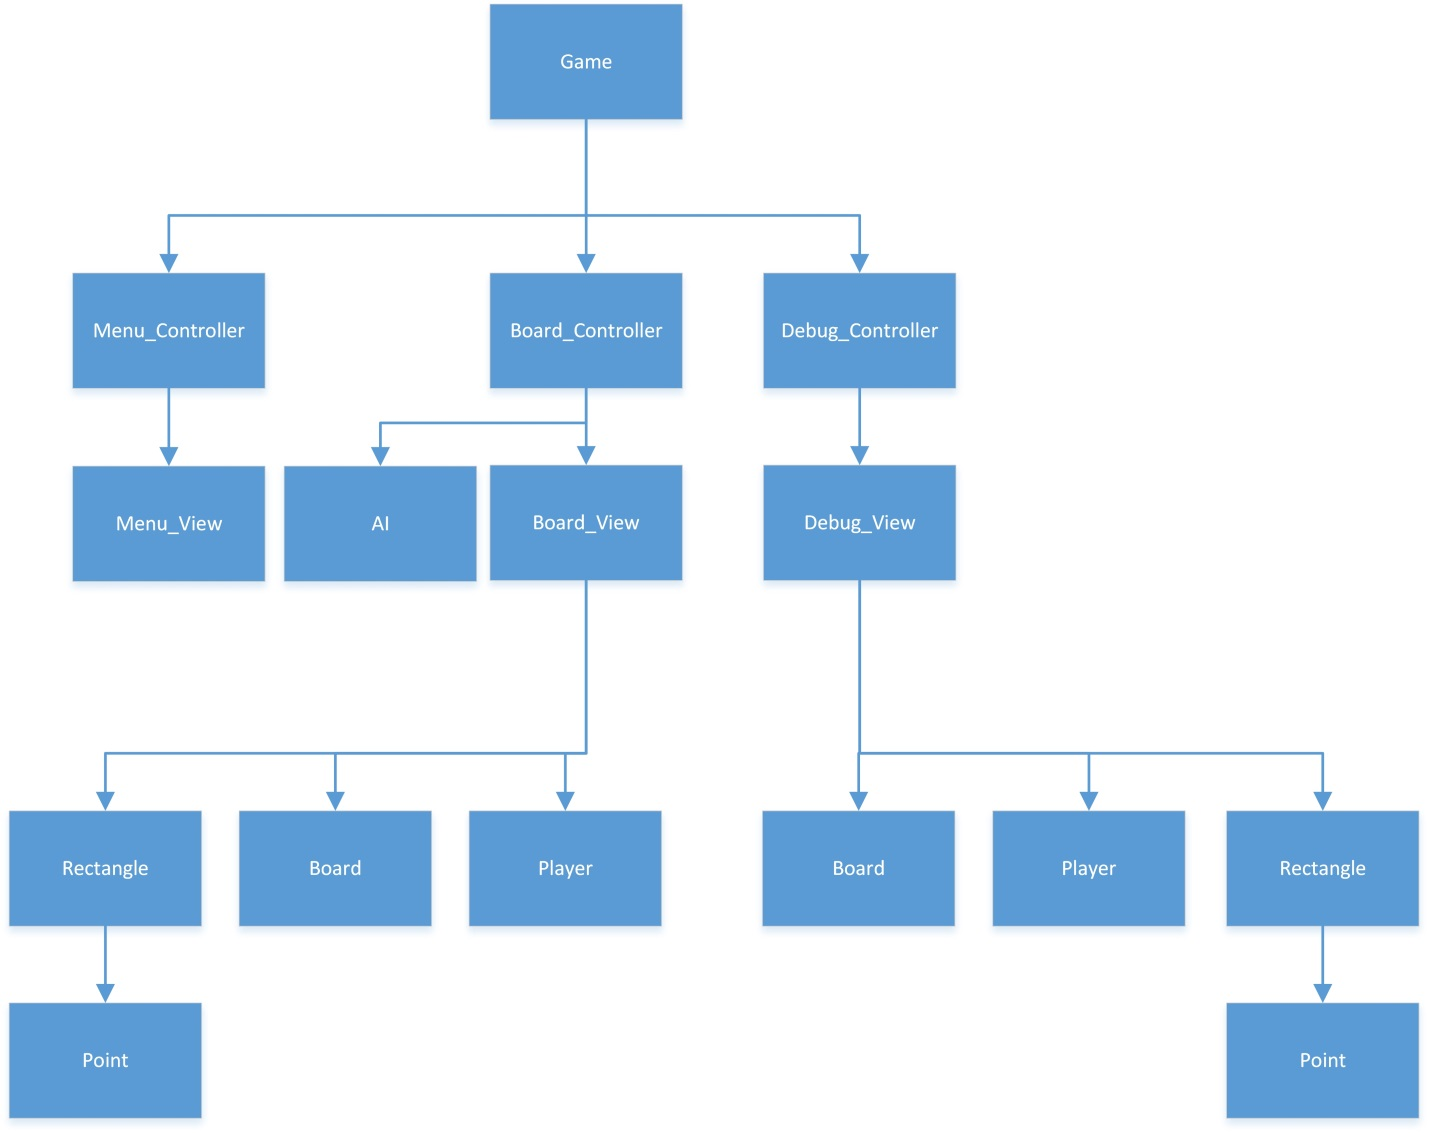 Game
Menu_Controller
Board_Controller
Debug_Controller
Menu_View
AI
Board_View
Debug_View
Rectangle
Board
Player
Board
Player
Rectangle
Point
Point